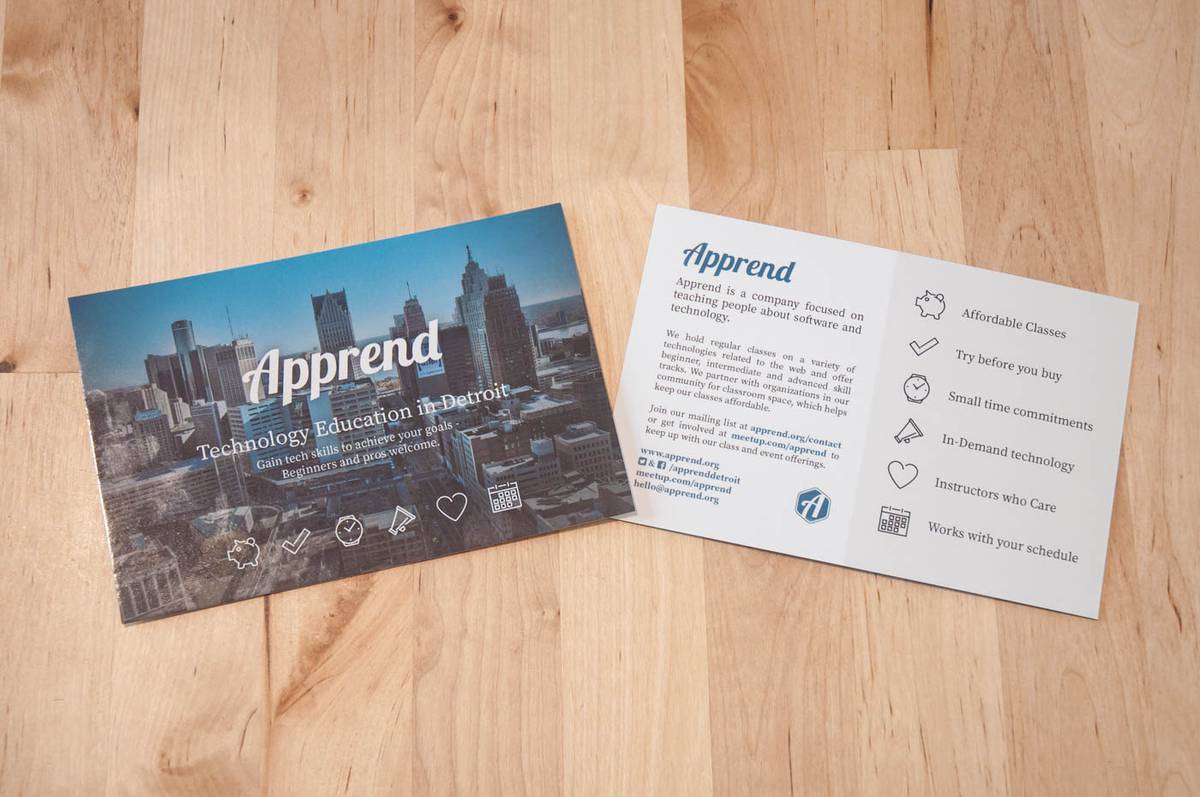 Apprend
Technology Education in Detroit
Gain tech skills to achieve your goals -
Beginners and pros welcome.
Apprend
Apprend is a company focused on
teaching people about software and
technology.
We hold regular classes on a variety of
technologies related to the web and offer
beginner, intermediate and advanced skill
tracks. We partner with organizations in our
community for classroom space, which helps
keep our classes affordable.
Join our mailing list at apprend.org/contact
or get involved at meetup.com/apprend to
keep up with our class and event offerings.
www.apprend.org
& /apprenddetroit
meetup.com/apprend
hello@apprend.org
A
Affordable Classes
Try before you buy
Small time commitments
In-Demand technology
Instructors who Care
Works with your schedule